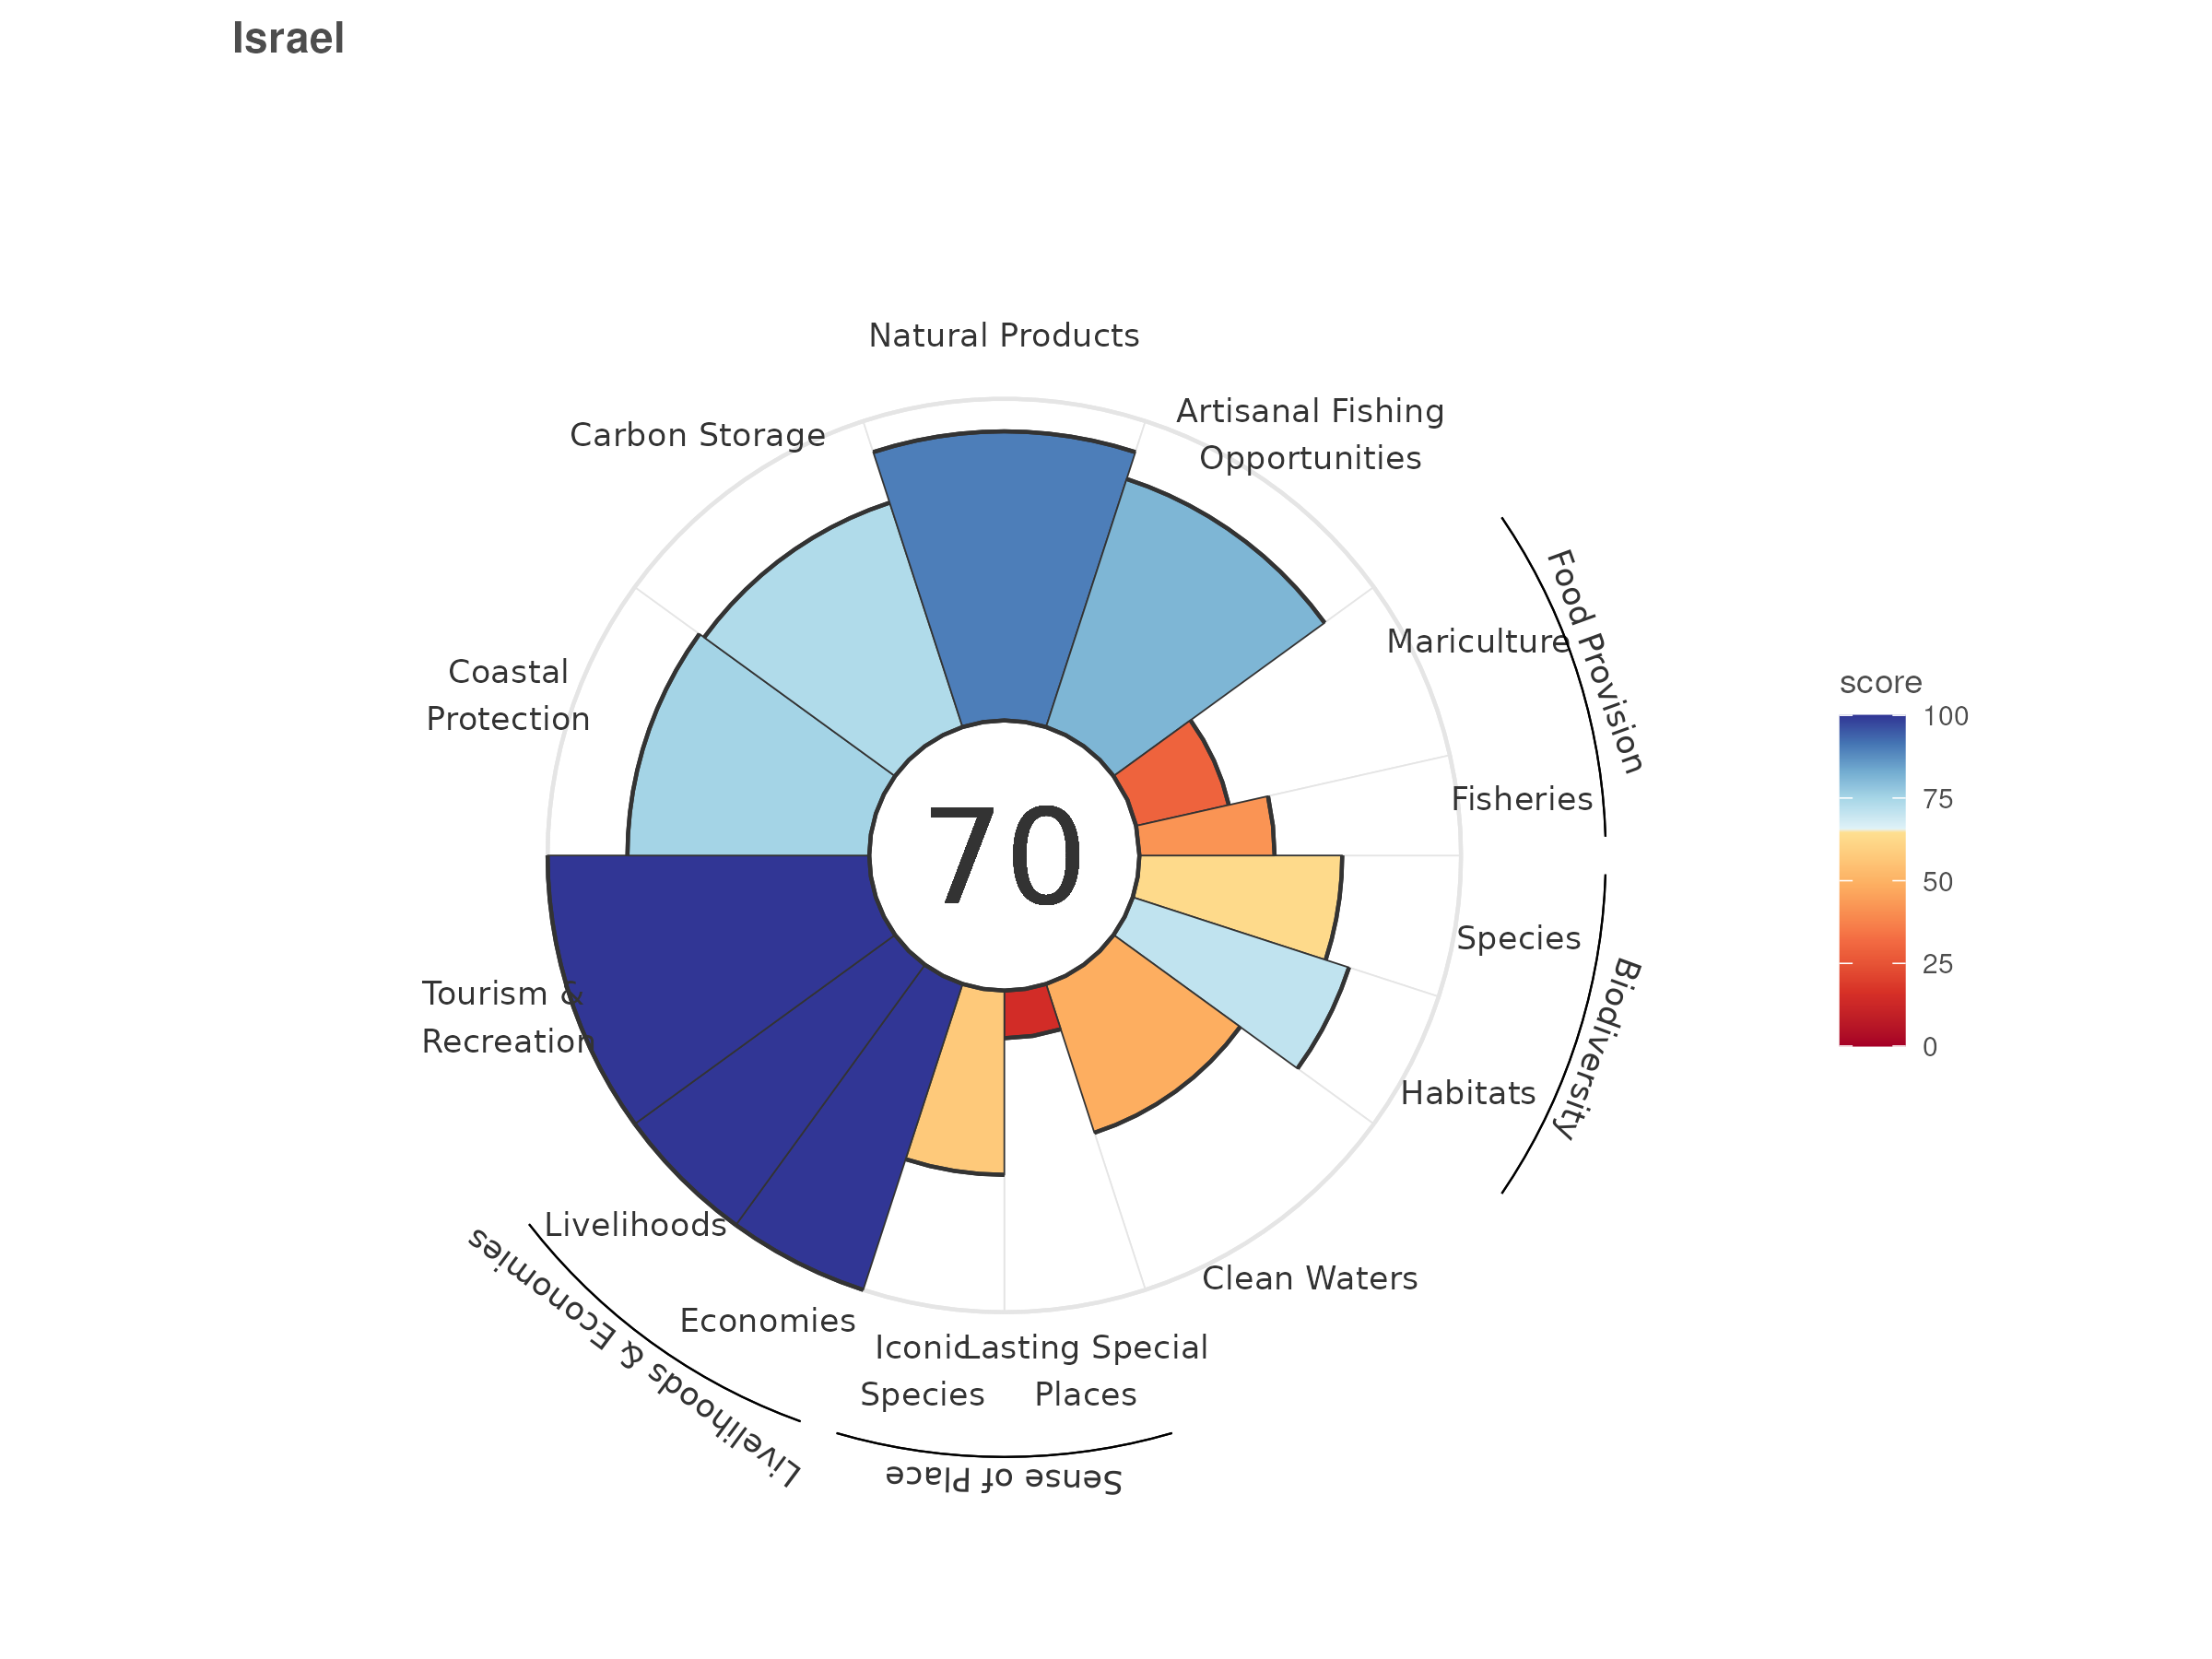 Israel
Natural Products
Artisanal Fishing
Opportunities
Carbon Storage
Mariculture
Food Provision
Coastal
Protection
Fisheries
70
Species
Biodiversity
Habitats
Tourism &
Recreation
Livelihoods
Livelihoods & Economies
Economies
Clean Waters
Iconic
Species
Lasting Special
Places
Sense of Place
score
100
75
50
25
0